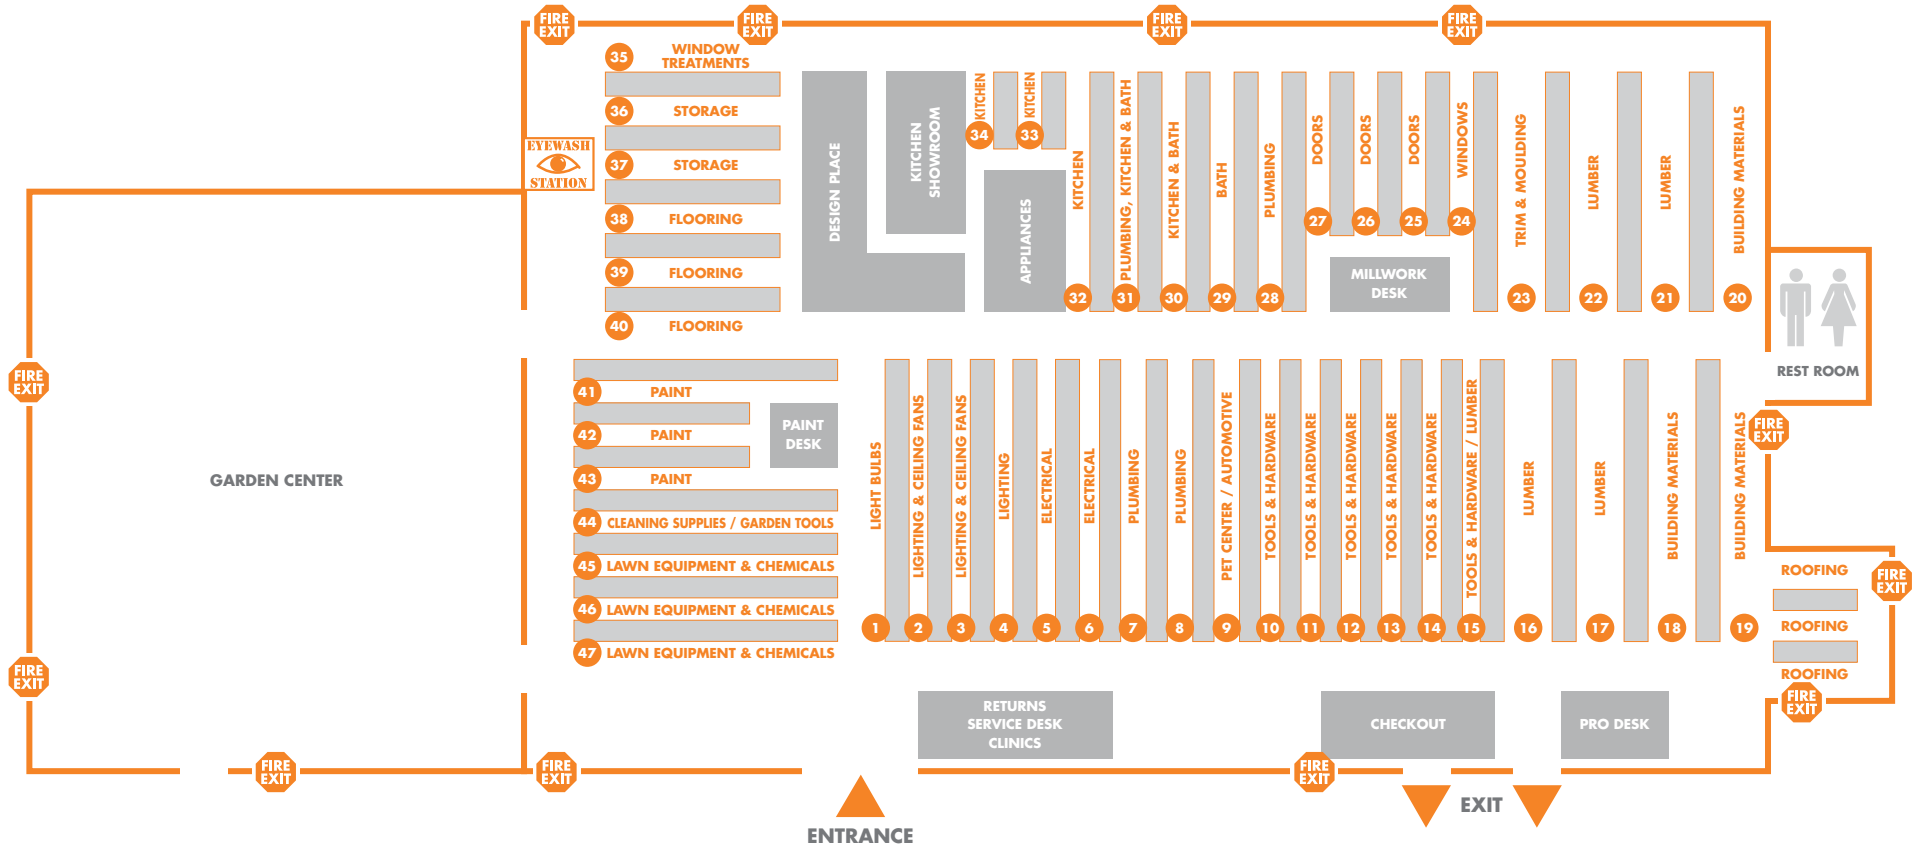 FIRE
EXIT
FIRE
EXIT
FIRE
EXIT
FIRE
EXIT
35
WINDOW
TREATMENTS
36
STORAGE
EYEWASH
STATION
37
STORAGE
38
FLOORING
39
FLOORING
40
FLOORING
DESIGN PLACE
KITCHEN
SHOWROOM
KITCHEN
34
KITCHEN
33
APPLIANCES
KITCHEN
32
PLUMBING, KITCHEN & BATH
31
KITCHEN & BATH
30
BATH
29
PLUMBING
28
DOORS
27
DOORS
26
DOORS
25
WINDOWS
24
MILLWORK
DESK
TRIM & MOULDING
23
LUMBER
22
LUMBER
21
BUILDING MATERIALS
20
REST ROOM
FIRE
EXIT
FIRE
EXIT
GARDEN CENTER
41
PAINT
42
PAINT
43
PAINT
PAINT
DESK
44
CLEANING SUPPLIES / GARDEN TOOLS
45
LAWN EQUIPMENT & CHEMICALS
46
LAWN EQUIPMENT & CHEMICALS
47
LAWN EQUIPMENT & CHEMICALS
LIGHT BULBS
1
LIGHTING & CEILING FANS
2
LIGHTING & CEILING FANS
3
LIGHTING
4
ELECTRICAL
5
ELECTRICAL
6
PLUMBING
7
PLUMBING
8
PET CENTER / AUTOMOTIVE
9
TOOLS & HARDWARE
10
TOOLS & HARDWARE
11
TOOLS & HARDWARE
12
TOOLS & HARDWARE
13
TOOLS & HARDWARE
14
TOOLS & HARDWARE / LUMBER
15
LUMBER
16
LUMBER
17
BUILDING MATERIALS
18
BUILDING MATERIALS
19
FIRE
EXIT
ROOFING
ROOFING
ROOFING
FIRE
EXIT
FIRE
EXIT
RETURNS
SERVICE DESK
CLINICS
CHECKOUT
PRO DESK
FIRE
EXIT
FIRE
EXIT
FIRE
EXIT
ENTRANCE
EXIT